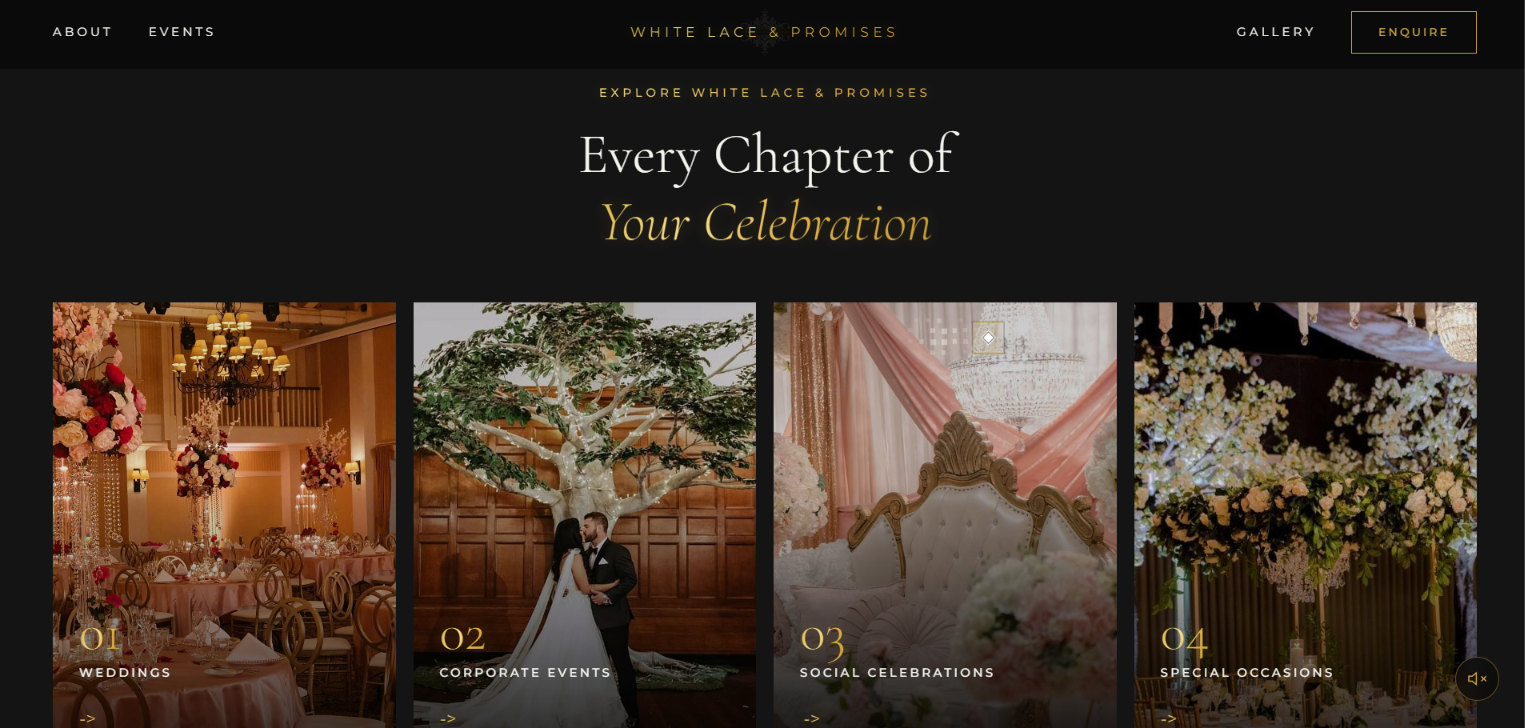 ABOUT EVENTS WHITE LACE & PROMISES GALLERY ENQUIRE
EXPLORE WHITE LACE & PROMISES
Every Chapter of
Your Celebration
01 02 03 04
WEDDINGS CORPORATE EVENTS SOCIAL CELEBRATIONS SPECIAL OCCASIONS
-> -> -> ->